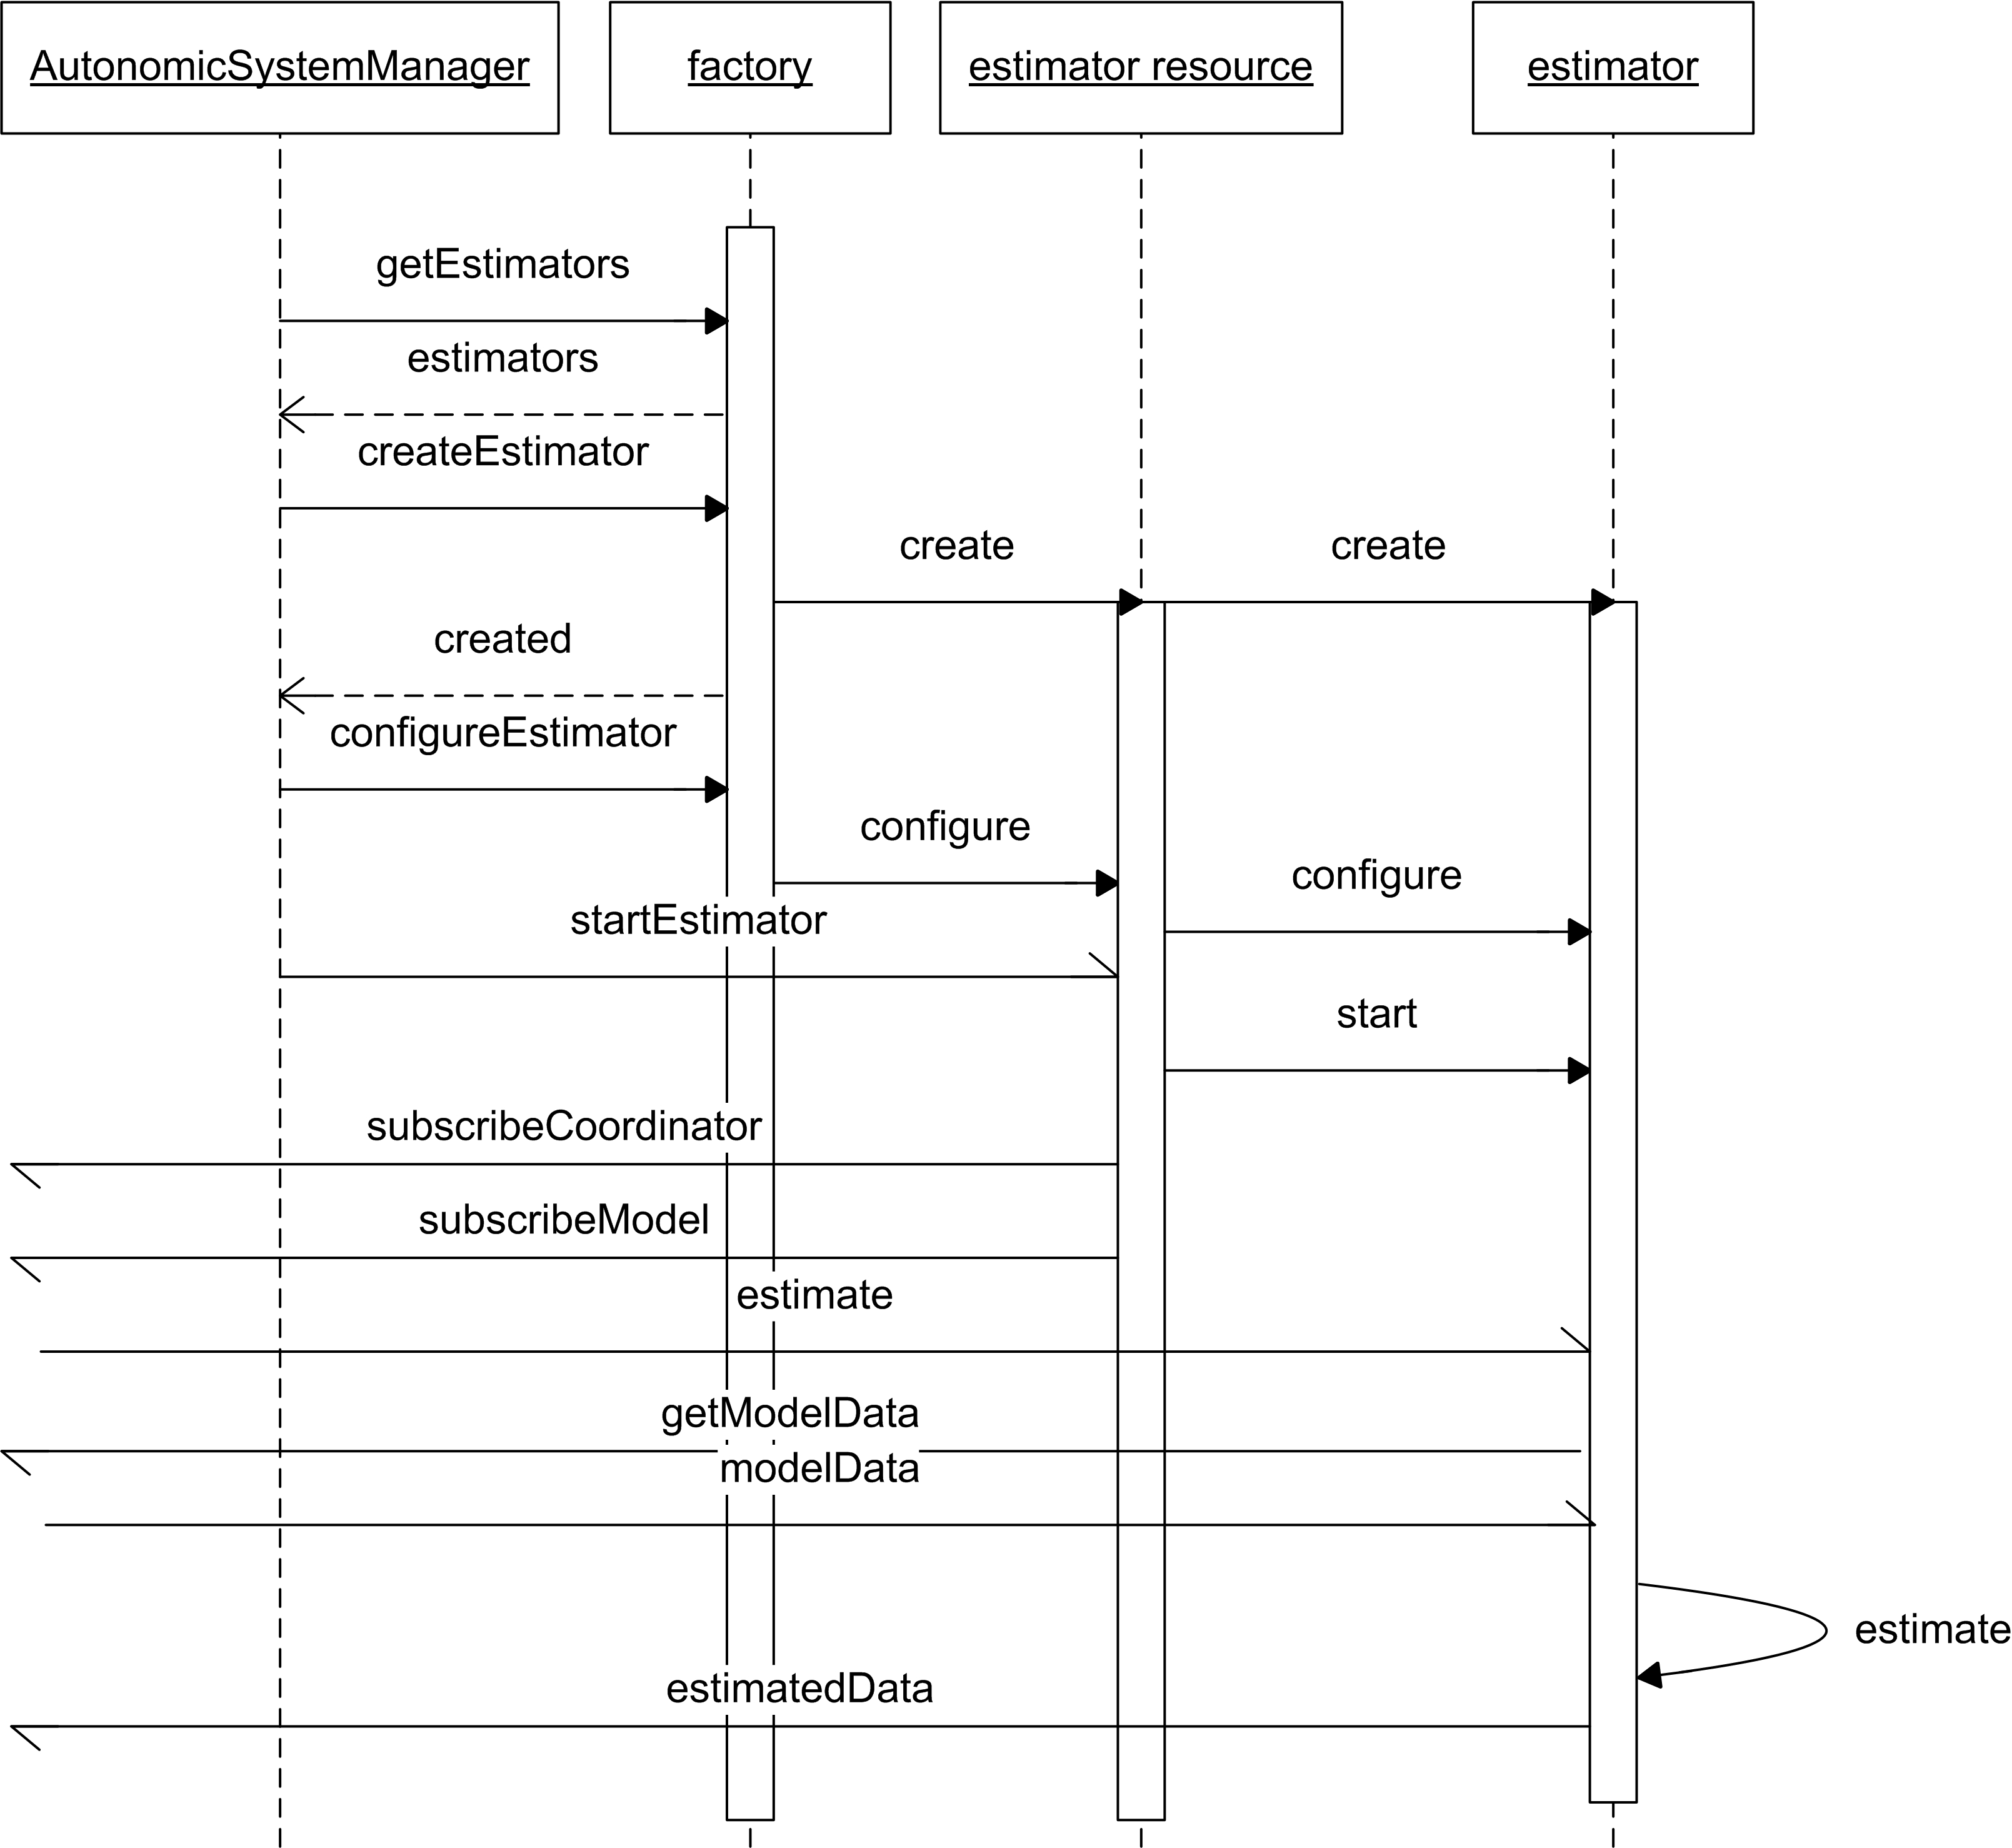 AutonomicSystemManager
factory
estimator resource
estimator
getEstimators
estimators
createEstimator
create
create
created
configureEstimator
configure
configure
startEstimator
start
subscribeCoordinator
subscribeModel
estimate
getModelData
modelData
estimate
estimatedData